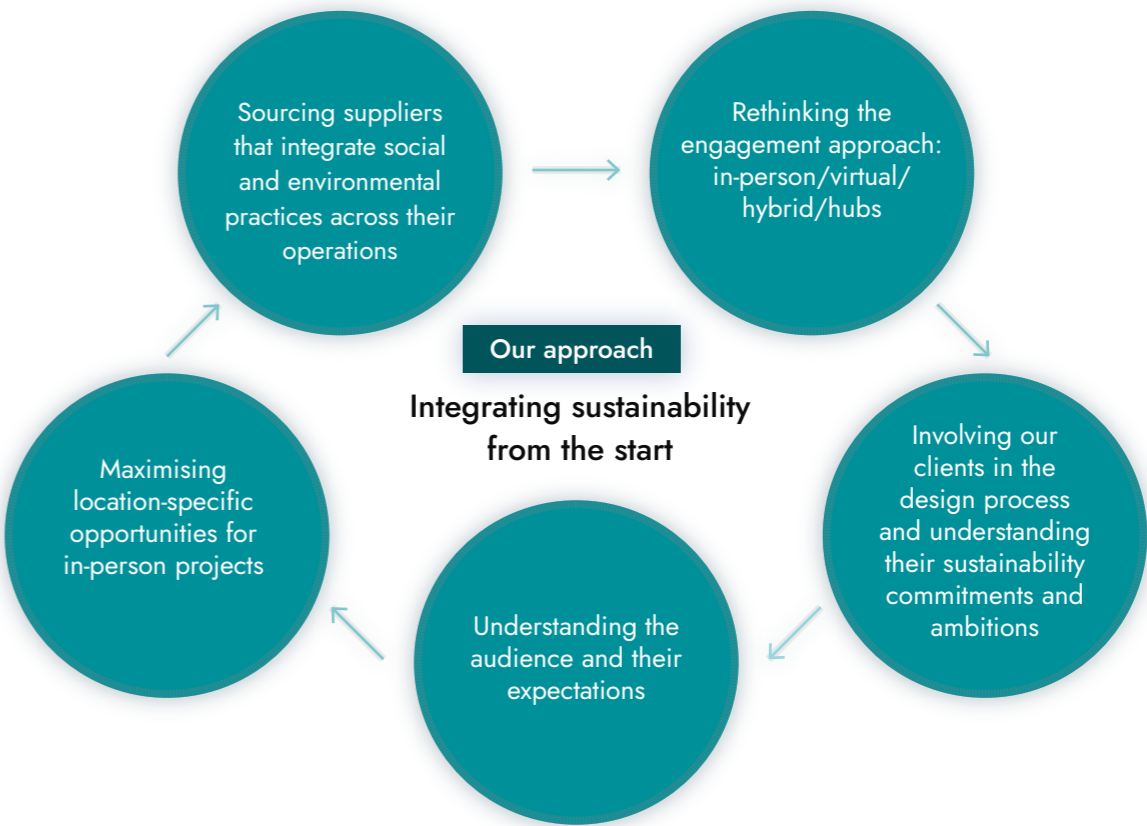 Sourcing suppliers
that integrate social
and environmental
practices across their
operations
Rethinking the
engagement approach:
in-person/virtual/
hybrid/hubs
Our approach
Integrating sustainability
from the start
Involving our
clients in the
design process
and understanding
their sustainability
commitments and
ambitions
Maximising
location-specific
opportunities for
in-person projects
Understanding the
audience and their
expectations